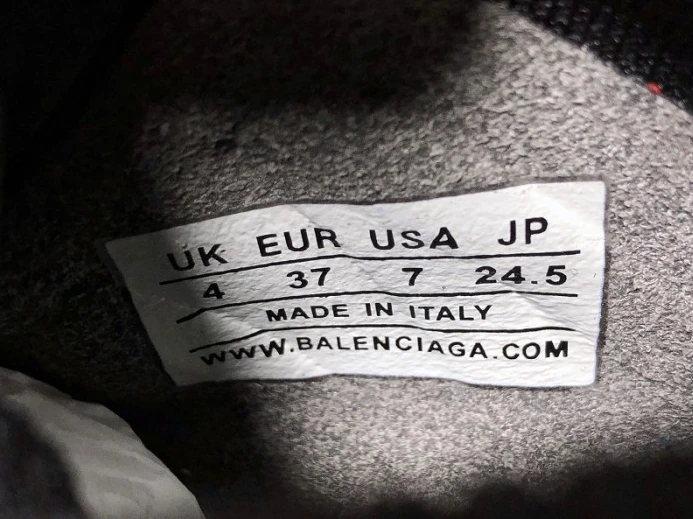 UK EUR USA JP
4 37 7 24.5
MADE IN ITALY
WWW.BALENCIAGA.COM